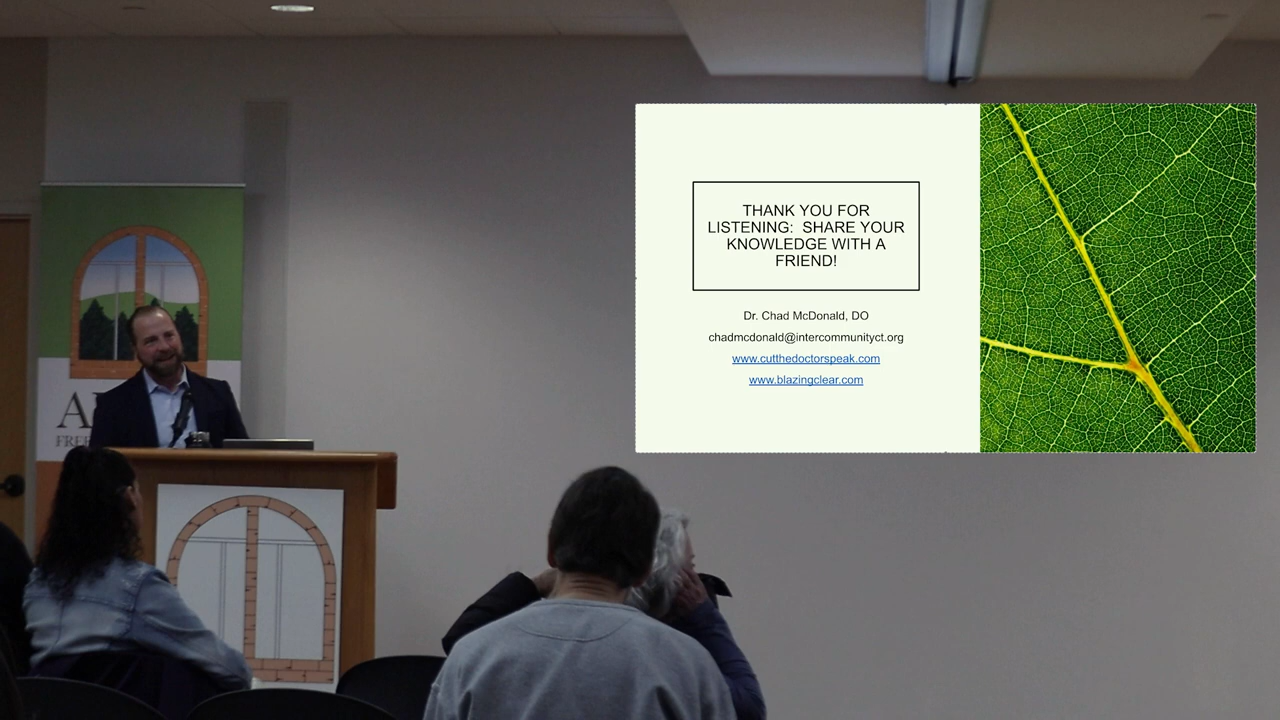 THANK YOU FOR
LISTENING: SHARE YOUR
KNOWLEDGE WITH A
FRIEND!
Dr. Chad McDonald, DO
chadmcdonald@intercommunityct.org
www.cutthedoctorspeak.com
www.blazingclear.com